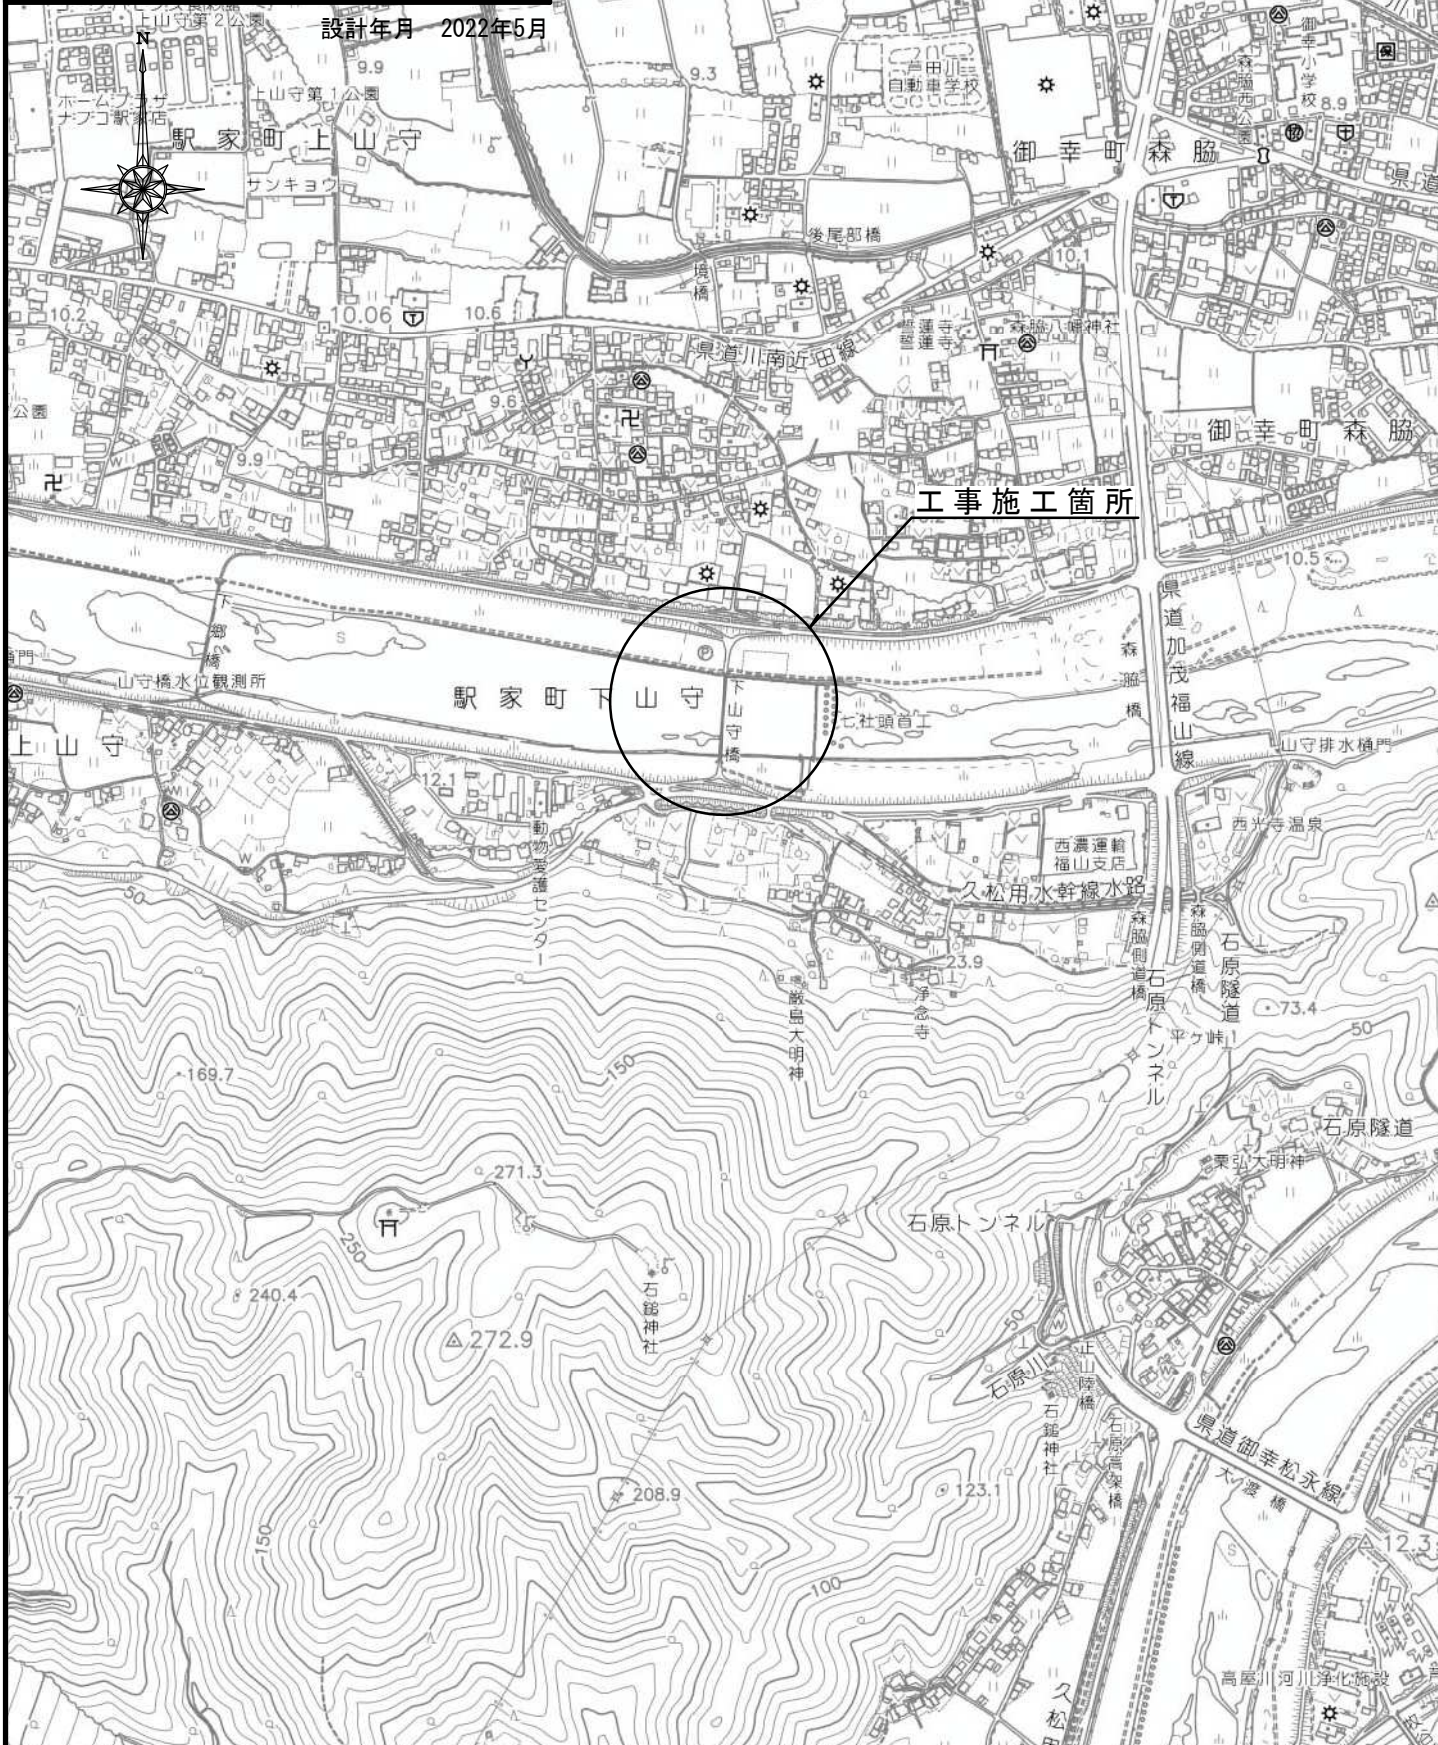 上山守第2公園
設計年月 2022年5月
N
9.9
9.3
芦田川
自動車学校
御幸小学校
森脇西公園
8.9
ホームプラザ
ナフコ駅家店
上山守第1公園
駅家町上山守
御幸町森脇
県道
サンキョウ
後尾部橋
境橋
10.1
10.2
10.06
10.6
誓蓮寺
誓蓮寺
森脇八幡神社
県道川南近田線
9.6
公園
御幸町森脇
9.9
工事施工箇所
10.5
下郷橋
S
県道加茂福山線
森脇橋
山守橋水位観測所
駅家町下山守
下山守橋
七社頭首工
上山守
山守排水樋門
12.1
動物愛護センター
西濃運輸
福山支店
西光寺温泉
久松用水幹線水路
50
森脇側道橋
森脇側道橋
石原隧道
23.9
浄念寺
厳島大明神
石原トンネル
73.4
平ヶ峠
50
169.7
150
石原隧道
栗弘大明神
271.3
250
石原トンネル
240.4
石鎚神社
272.9
50
石原川
正山陸橋
石鎚神社
石原高架橋
県道御幸松永線
大渡橋
208.9
123.1
12.3
150
100
S
高屋川河川浄化施設
久松